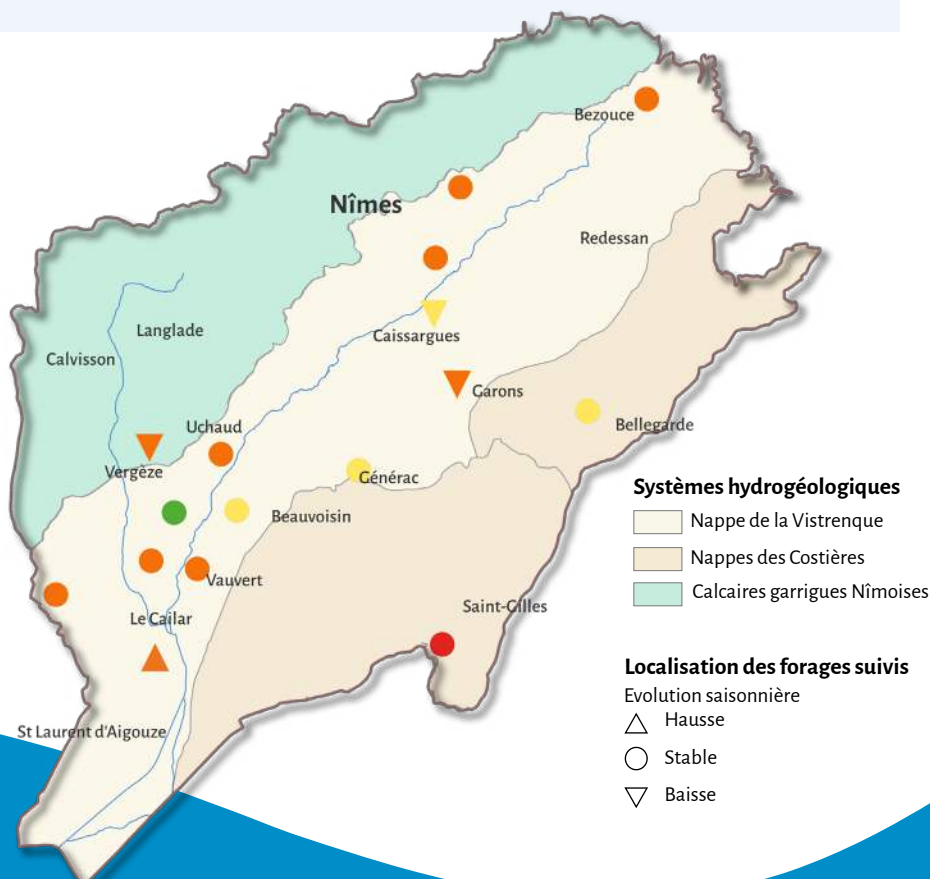 Bezouce
Nîmes
Redessan
Langlade
Caissargues
Calvisson
Garons
Bellegarde
Uchaud
Vergèze
Générac
Beauvoisin
Vauvert
Le Cailar
Saint-Gilles
St Laurent d'Aigouze
Systèmes hydrogéologiques
Nappe de la Vistrenque
Nappes des Costières
Calcaires garrigues Nîmoises
Localisation des forages suivis
Evolution saisonnière
Hausse
Stable
Baisse